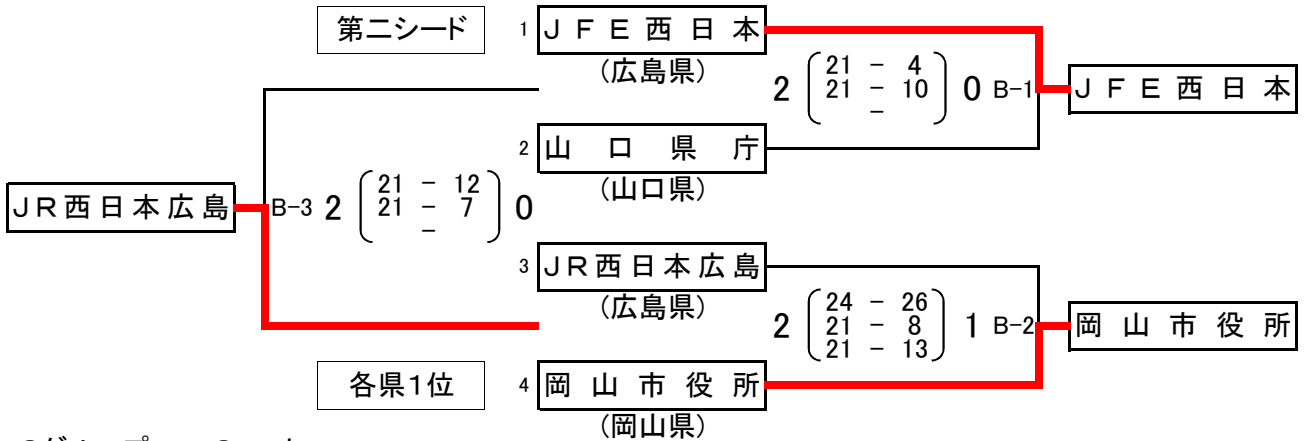 第二シード
1 ＪＦＥ西日本
(広島県)
2 21 - 4 0 B-1 ＪＦＥ西日本
21 - 10
-
2 山口県庁
(山口県)
JR西日本広島 B-3 2 21 - 12 0
21 - 7
-
3 JR西日本広島
(広島県)
2 24 - 26 1 B-2 岡山市役所
21 - 8
21 - 13
各県1位
4 岡山市役所
(岡山県)